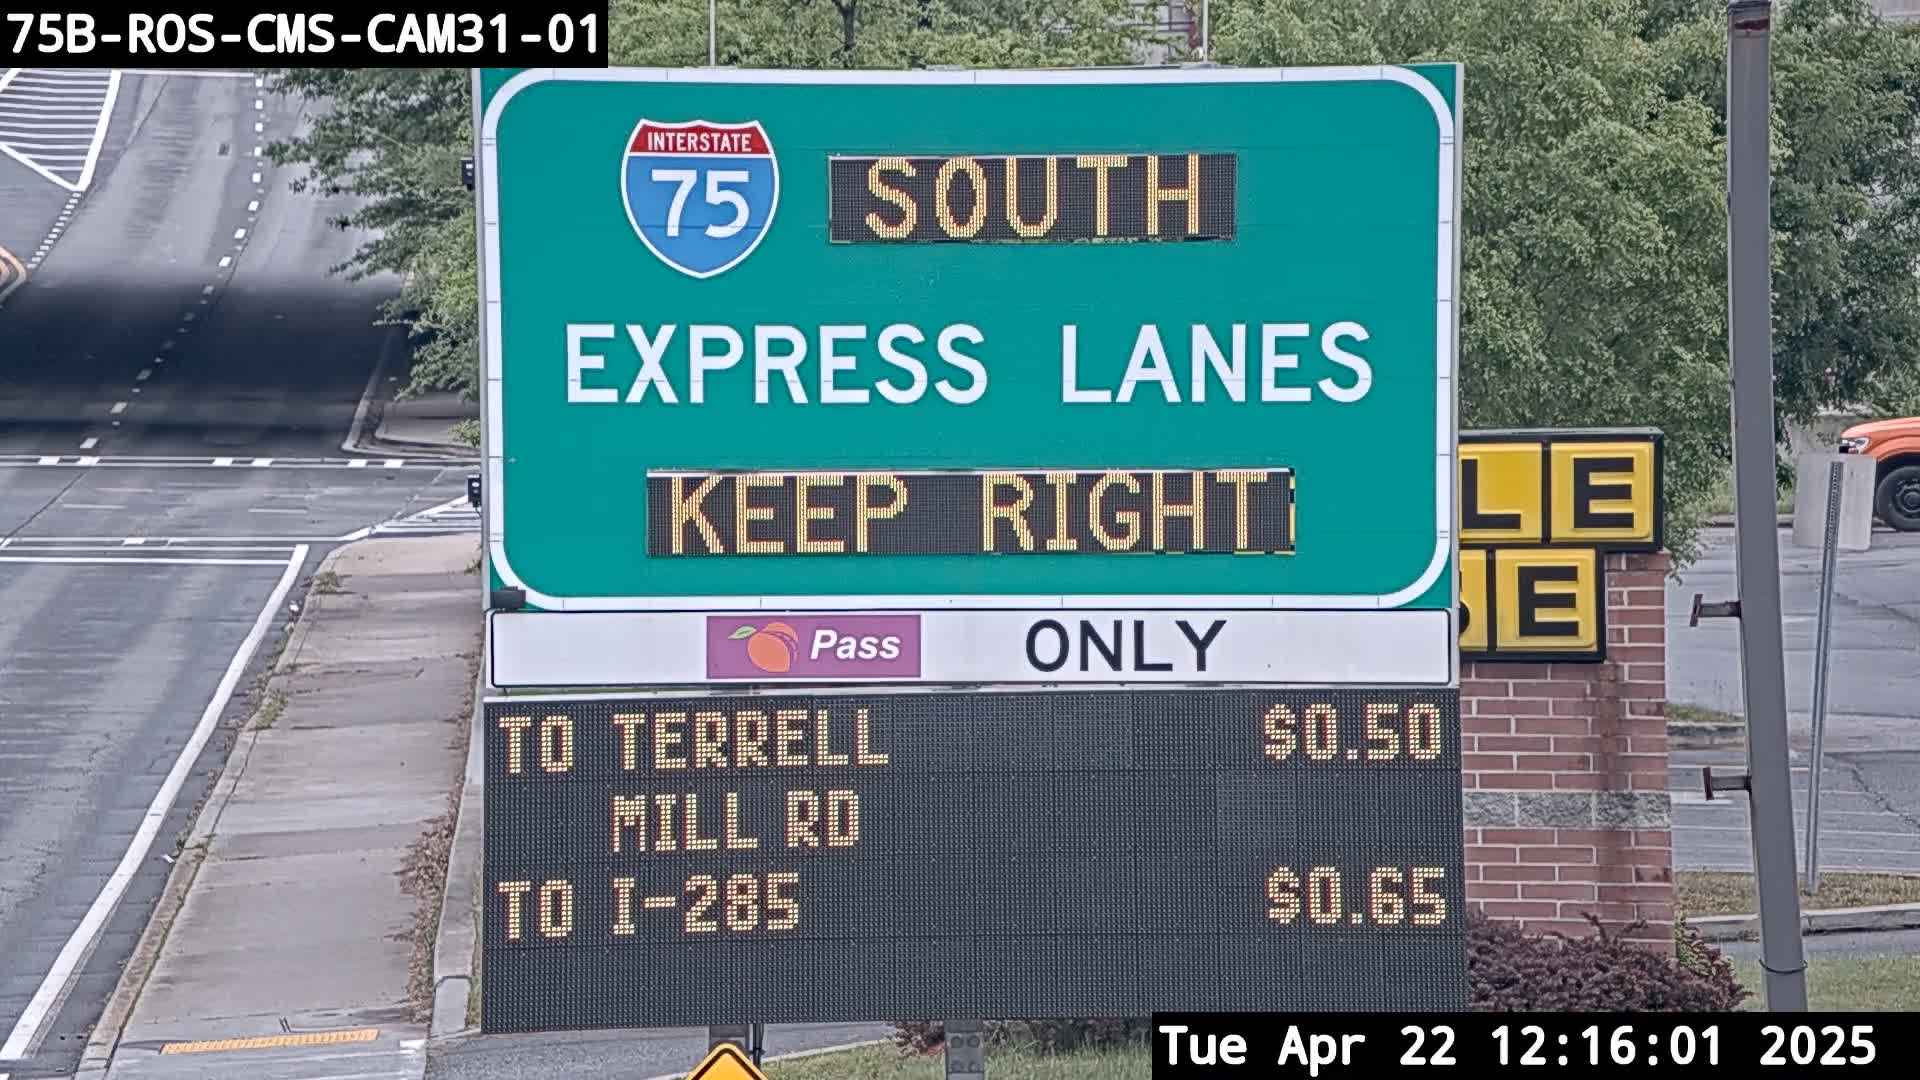 75B-ROS-CMS-CAM31-01
INTERSTATE
75
SOUTH
EXPRESS LANES
KEEP RIGHT
Pass ONLY
TO TERRELL $0.50
MILL RD
TO I-285 $0.65
LE
E
Tue Apr 22 12:16:01 2025